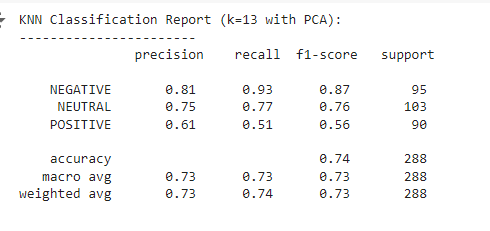 KNN Classification Report (k=13 with PCA):
-----------------------
precision recall f1-score support
NEGATIVE 0.81 0.93 0.87 95
NEUTRAL 0.75 0.77 0.76 103
POSITIVE 0.61 0.51 0.56 90
accuracy 0.74 288
macro avg 0.73 0.73 0.73 288
weighted avg 0.73 0.74 0.73 288